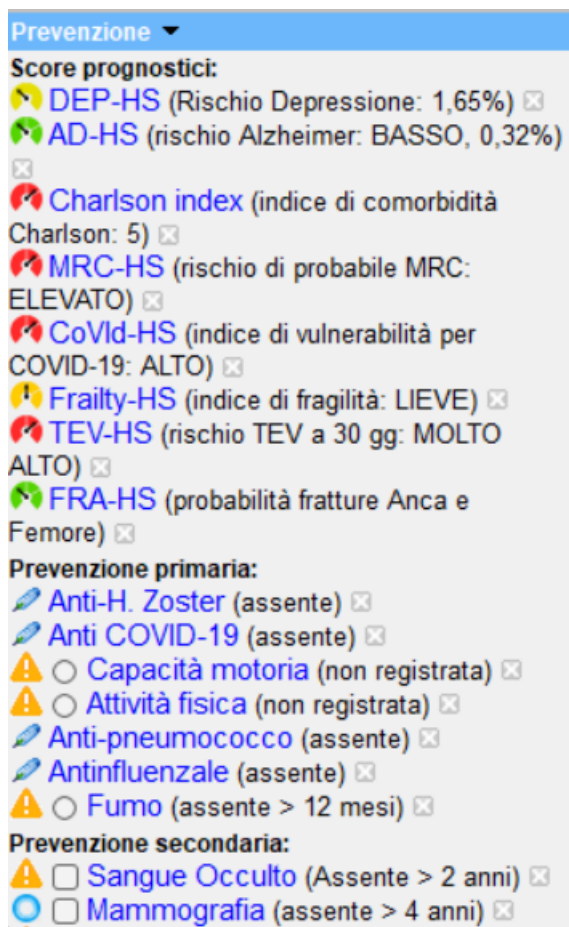 Prevenzione
Score prognostici:
DEP-HS (Rischio Depressione: 1,65%)
AD-HS (rischio Alzheimer: BASSO, 0,32%)
Charlson index (indice di comorbidità
Charlson: 5)
MRC-HS (rischio di probabile MRC:
ELEVATO)
CoVId-HS (indice di vulnerabilità per
COVID-19: ALTO)
Frailty-HS (indice di fragilità: LIEVE)
TEV-HS (rischio TEV a 30 gg: MOLTO
ALTO)
FRA-HS (probabilità fratture Anca e
Femore)
Prevenzione primaria:
Anti-H. Zoster (assente)
Anti COVID-19 (assente)
Capacità motoria (non registrata)
Attività fisica (non registrata)
Anti-pneumococco (assente)
Antinfluenzale (assente)
Fumo (assente > 12 mesi)
Prevenzione secondaria:
Sangue Occulto (Assente > 2 anni)
Mammografia (assente > 4 anni)